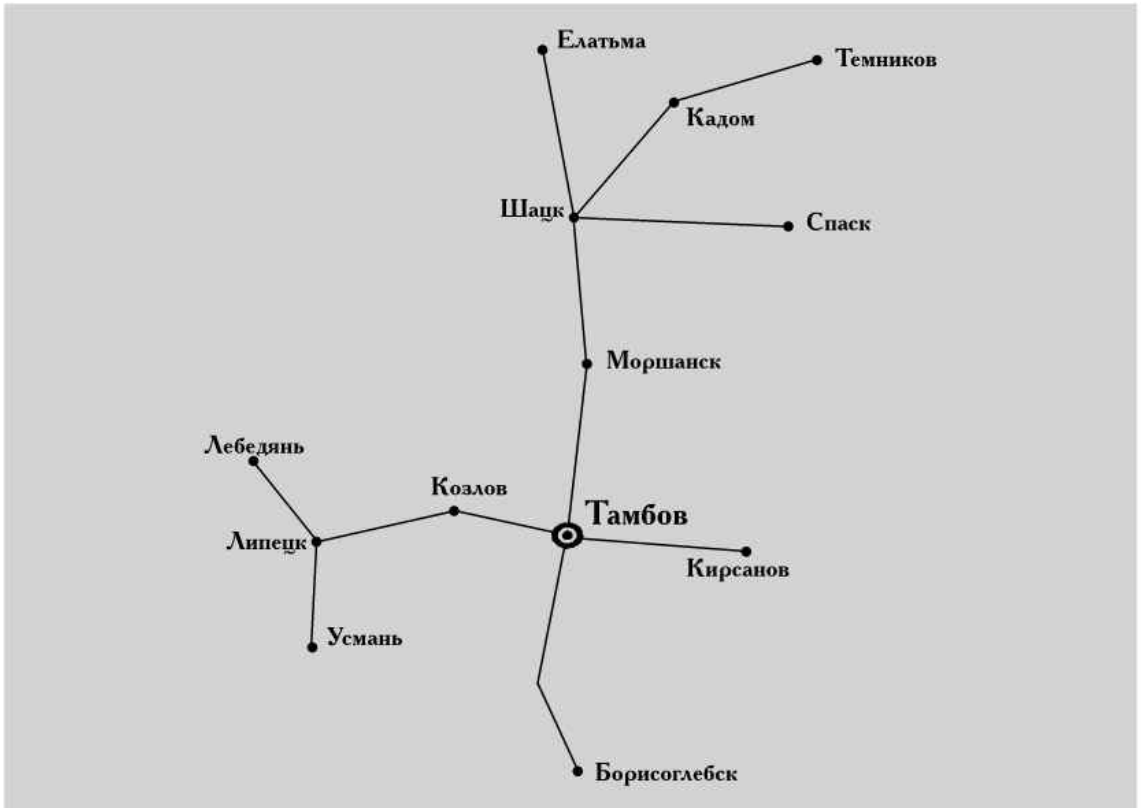 Елатьма
Темников
Кадом
Шацк
Спаск
Моршанск
Лебедянь
Козлов
Тамбов
Липецк
Кирсанов
Усмань
Борисоглебск